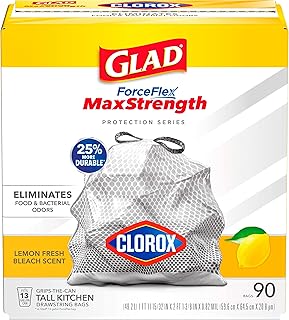 GLAD
ForceFlex
MaxStrength
PROTECTION SERIES
25%
MORE
DURABLE
ELIMINATES
FOOD & BACTERIAL
ODORS
CLOROX
LEMON FRESH
BLEACH SCENT
13
GRIPS-THE-CAN
TALL KITCHEN
DRAWSTRING BAGS
BAGS 90